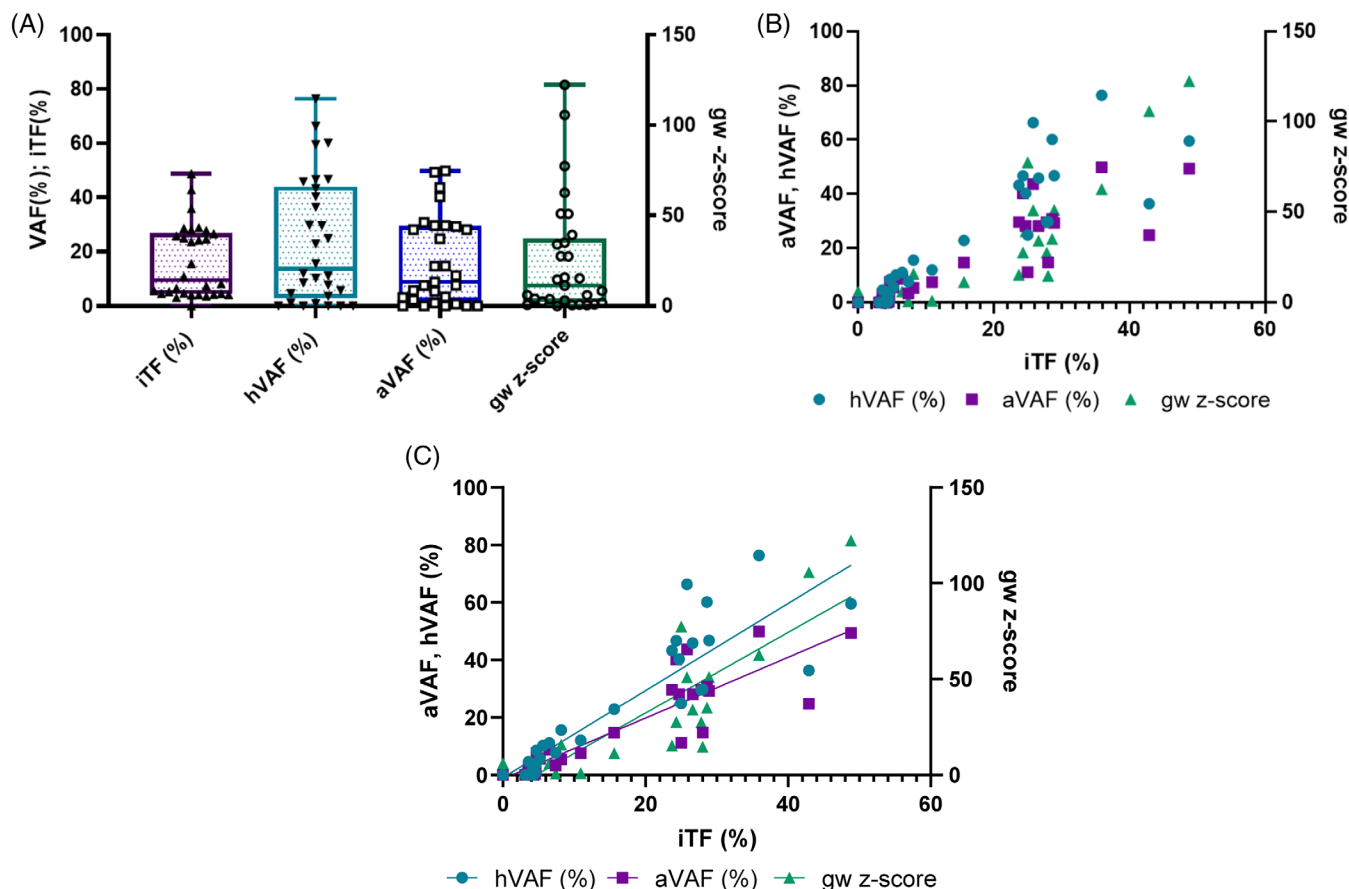 (A)
100
80
60
40
20
0
VAF(%); iTF(%)
150
100
50
0
gw -z-score
iTF (%)
hVAF (%)
aVAF (%)
gw z-score
(B)
100
80
60
40
20
0
aVAF, hVAF (%)
150
100
50
0
gw z-score
0 20 40 60
iTF (%)
hVAF (%) aVAF (%) gw z-score
(C)
100
80
60
40
20
0
aVAF, hVAF (%)
150
100
50
0
gw z-score
0 20 40 60
iTF (%)
hVAF (%) aVAF (%) gw z-score